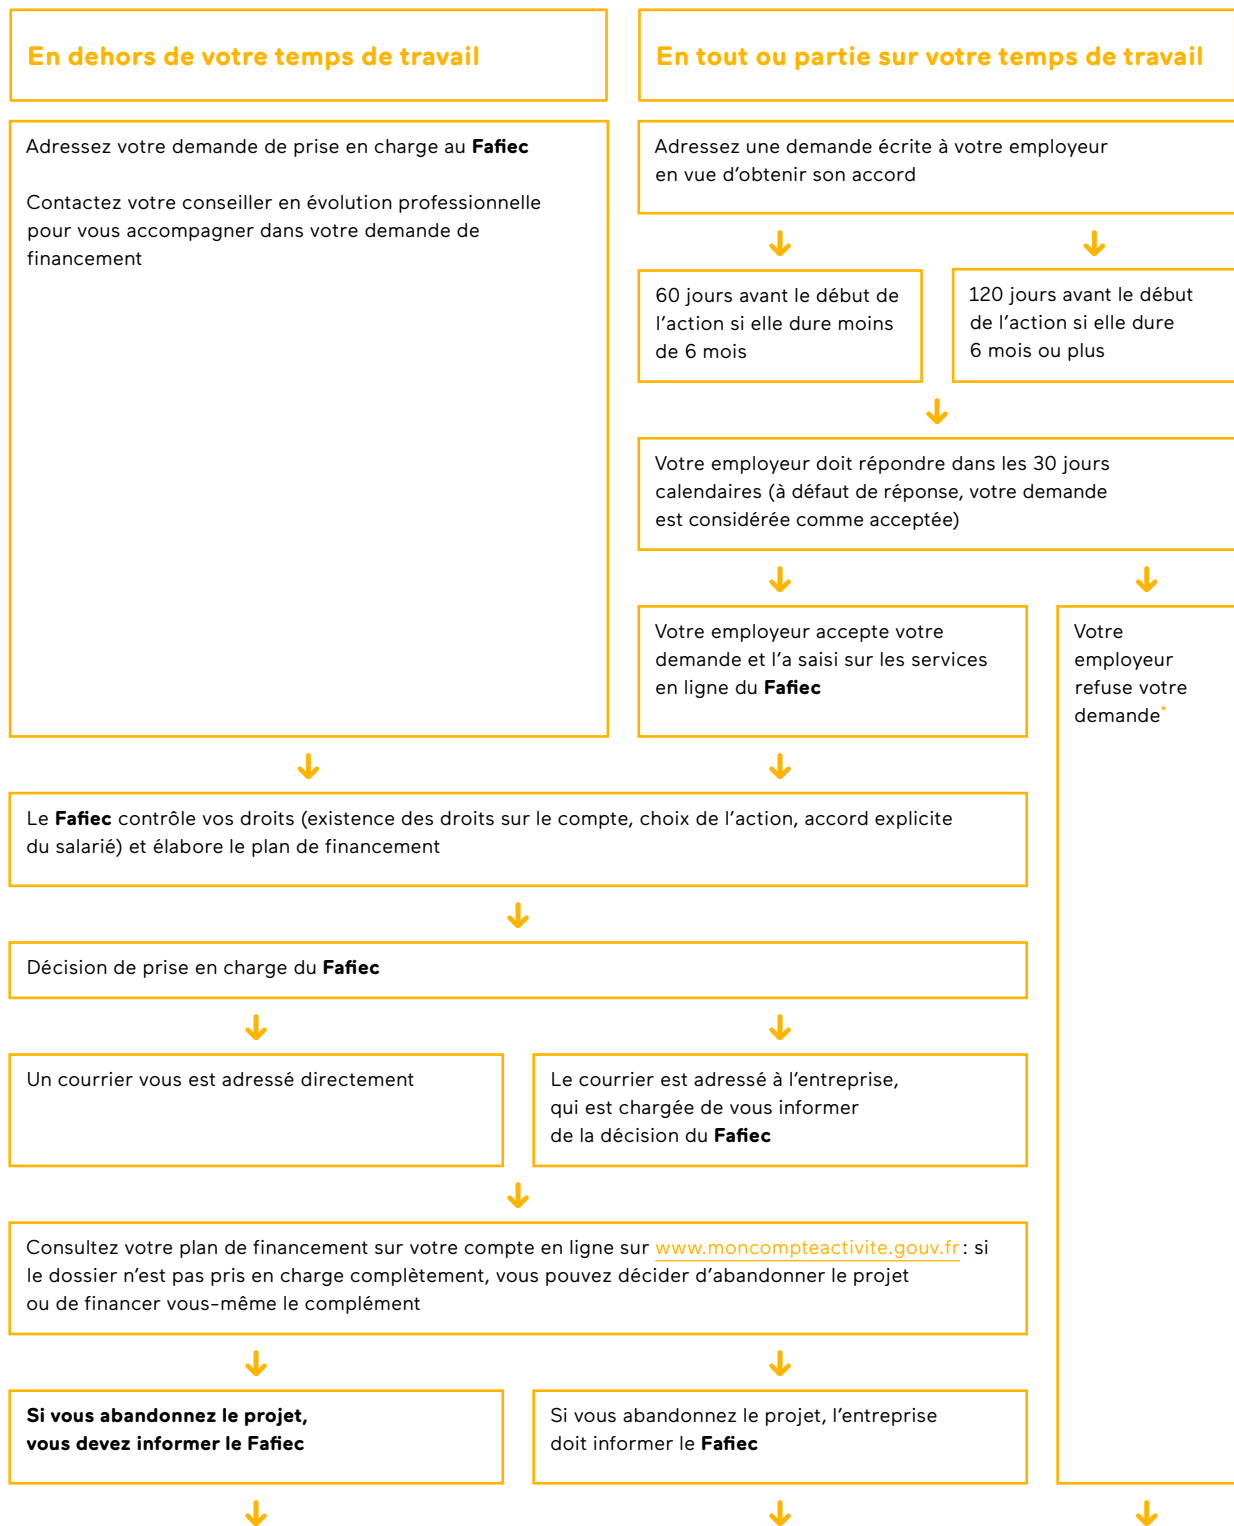 En dehors de votre temps de travail
En tout ou partie sur votre temps de travail
Adressez votre demande de prise en charge au Fafiec
Contactez votre conseiller en évolution professionnelle
pour vous accompagner dans votre demande de
financement
Adressez une demande écrite à votre employeur
en vue d'obtenir son accord
60 jours avant le début de
l'action si elle dure moins
de 6 mois
120 jours avant le début
de l'action si elle dure
6 mois ou plus
Votre employeur doit répondre dans les 30 jours
calendaires (à défaut de réponse, votre demande
est considérée comme acceptée)
Votre employeur accepte votre
demande et l'a saisi sur les services
en ligne du Fafiec
Votre
employeur
refuse votre
demande*
Le Fafiec contrôle vos droits (existence des droits sur le compte, choix de l'action, accord explicite
du salarié) et élabore le plan de financement
Décision de prise en charge du Fafiec
Un courrier vous est adressé directement
Le courrier est adressé à l'entreprise,
qui est chargée de vous informer
de la décision du Fafiec
Consultez votre plan de financement sur votre compte en ligne sur www.moncompteactivite.gouv.fr : si
le dossier n'est pas pris en charge complètement, vous pouvez décider d'abandonner le projet
ou de financer vous-même le complément
Si vous abandonnez le projet,
vous devez informer le Fafiec
Si vous abandonnez le projet, l'entreprise
doit informer le Fafiec